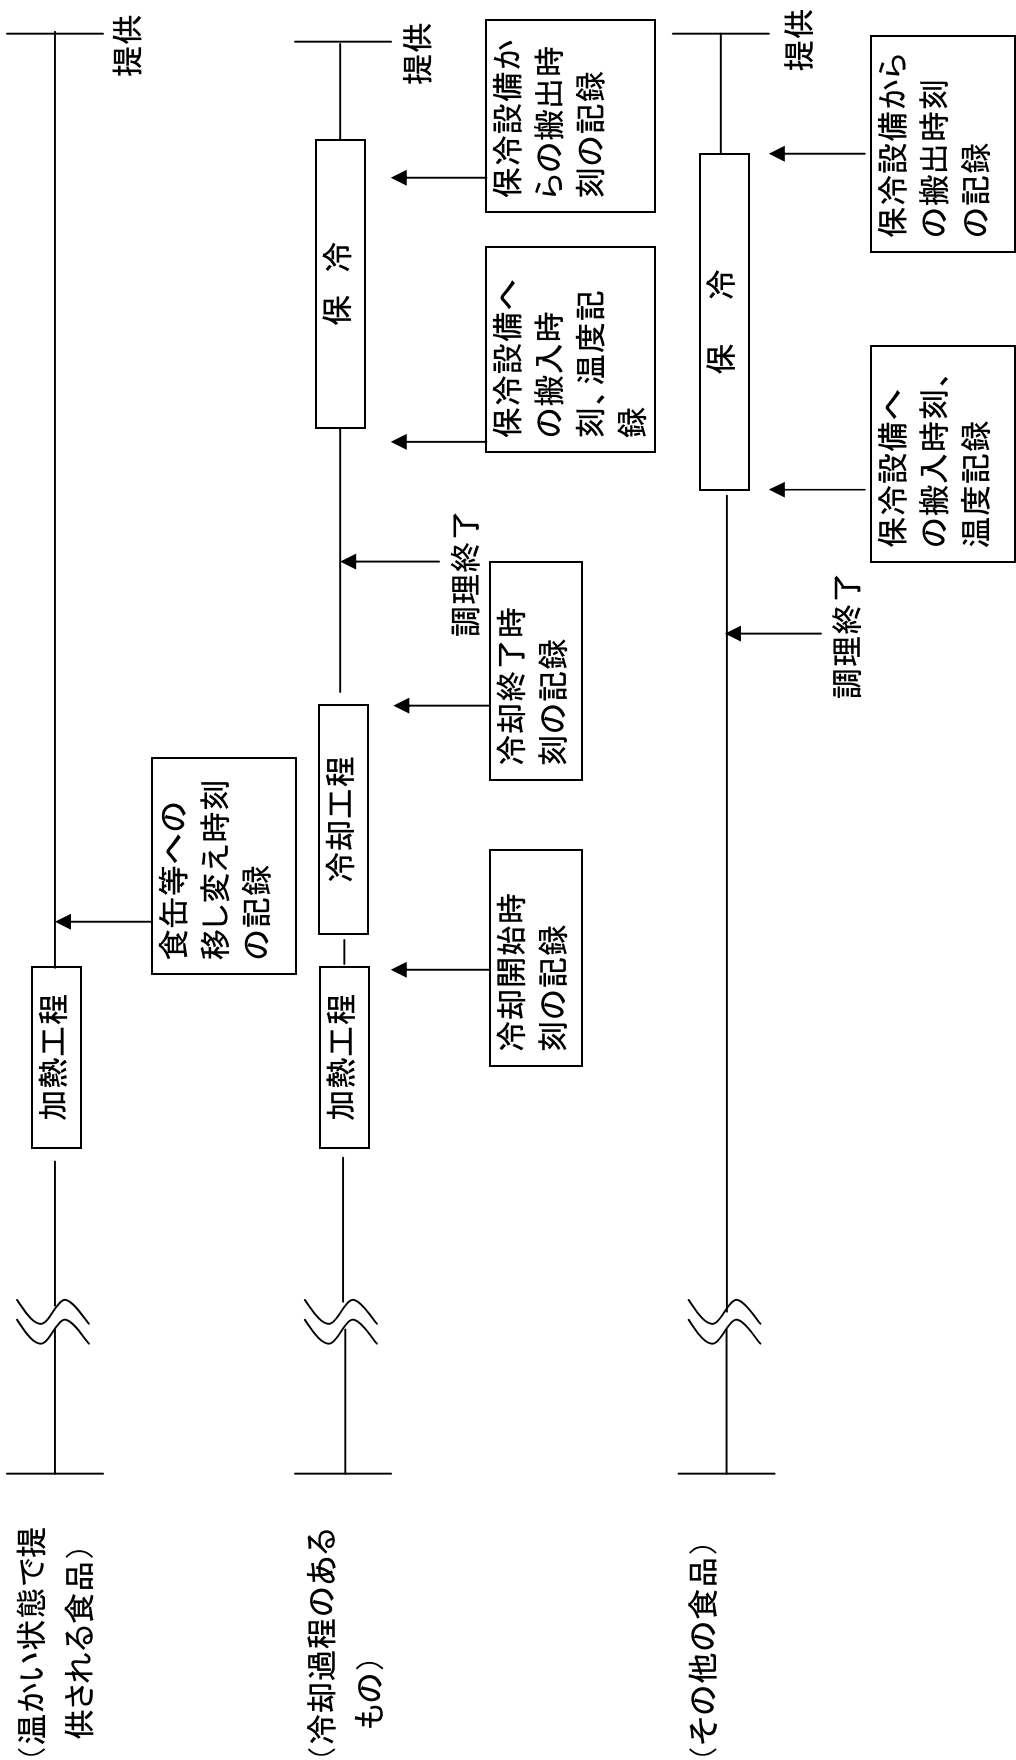 （温かい状態で提
供される食品）
加熱工程
食缶等への
移し変え時刻
の記録
提供
（冷却過程のある
もの）
加熱工程
冷却開始時
刻の記録
冷却工程
冷却終了時
刻の記録
調理終了
保冷設備へ
の搬入時
刻、温度記
録
保　冷
保冷設備か
らの搬出時
刻の記録
提供
（その他の食品）
調理終了
保冷設備へ
の搬入時刻、
温度記録
保　冷
保冷設備から
の搬出時刻
の記録
提供